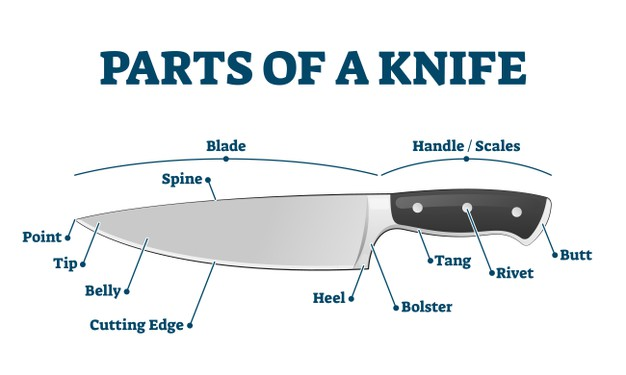 PARTS OF A KNIFE
Blade
Handle / Scales
Spine
Point
Tip
Belly
Cutting Edge
Heel
Bolster
Tang
Rivet
Butt